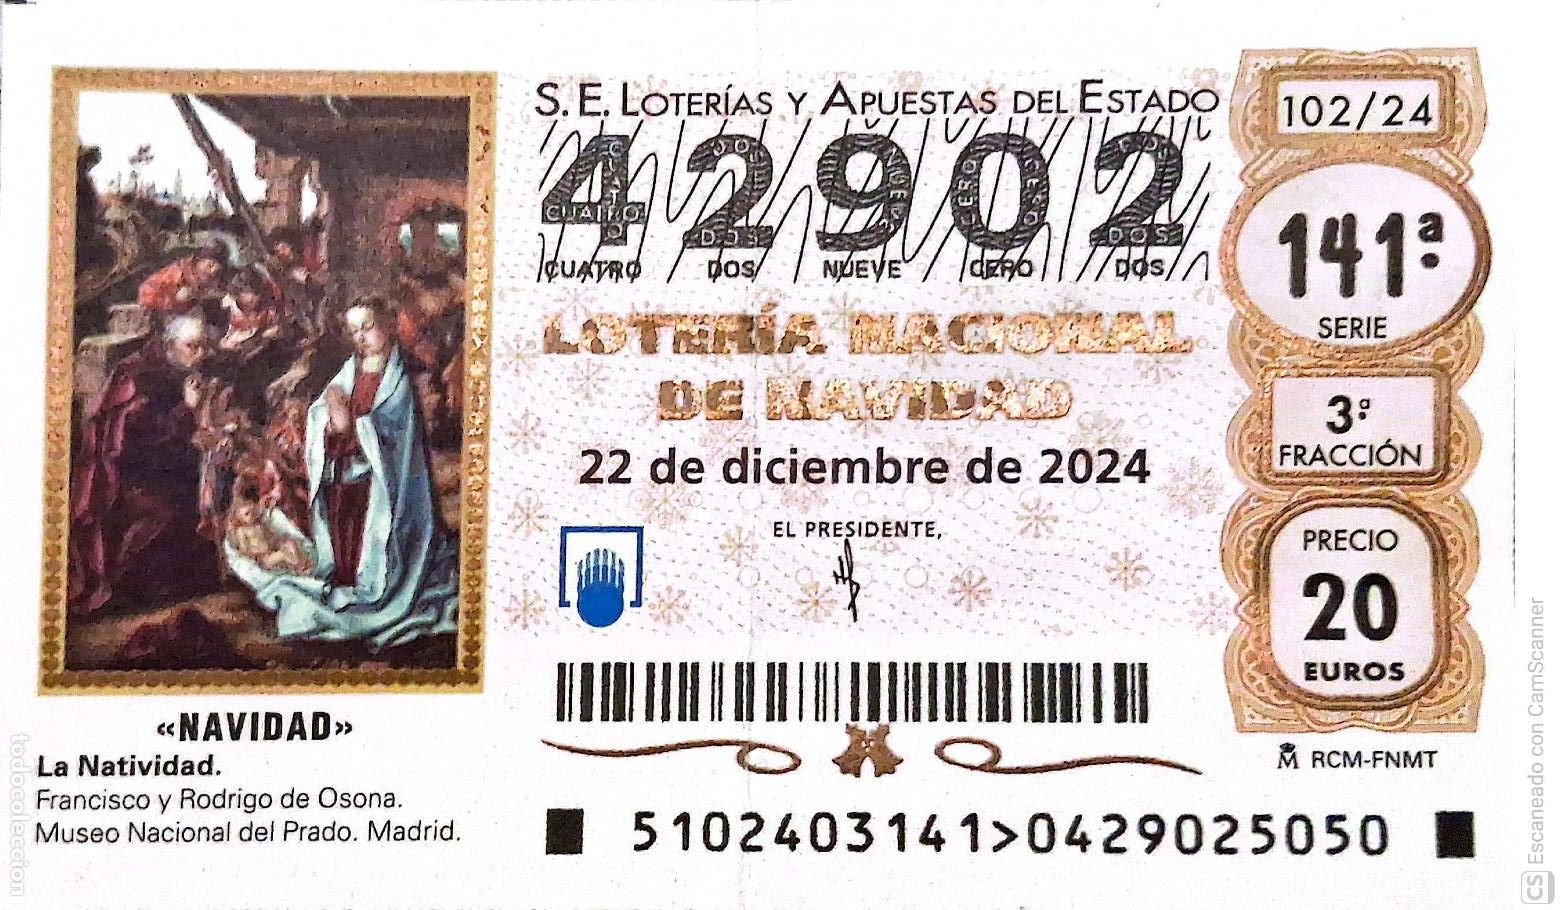 S.E. LOTERÍAS Y APUESTAS DEL ESTADO
42902
CUATRO DOS NUEVE CERO DOS
LOTERÍA NACIONAL
DE NAVIDAD
22 de diciembre de 2024
EL PRESIDENTE,
102/24
141ª
SERIE
3ª
FRACCIÓN
PRECIO
20
EUROS
RCM-FNMT
«NAVIDAD»
La Natividad.
Francisco y Rodrigo de Osona.
Museo Nacional del Prado. Madrid.
5102403141>0429025050
todocoleccion
CS Escaneado con CamScanner